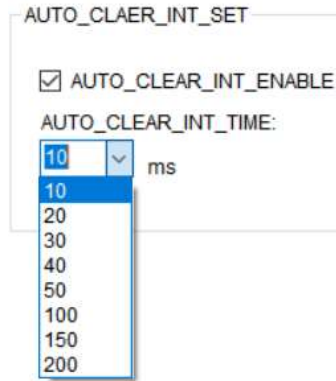 AUTO_CLAER_INT_SET
AUTO_CLEAR_INT_ENABLE
AUTO_CLEAR_INT_TIME:
10 ms
10
20
30
40
50
100
150
200